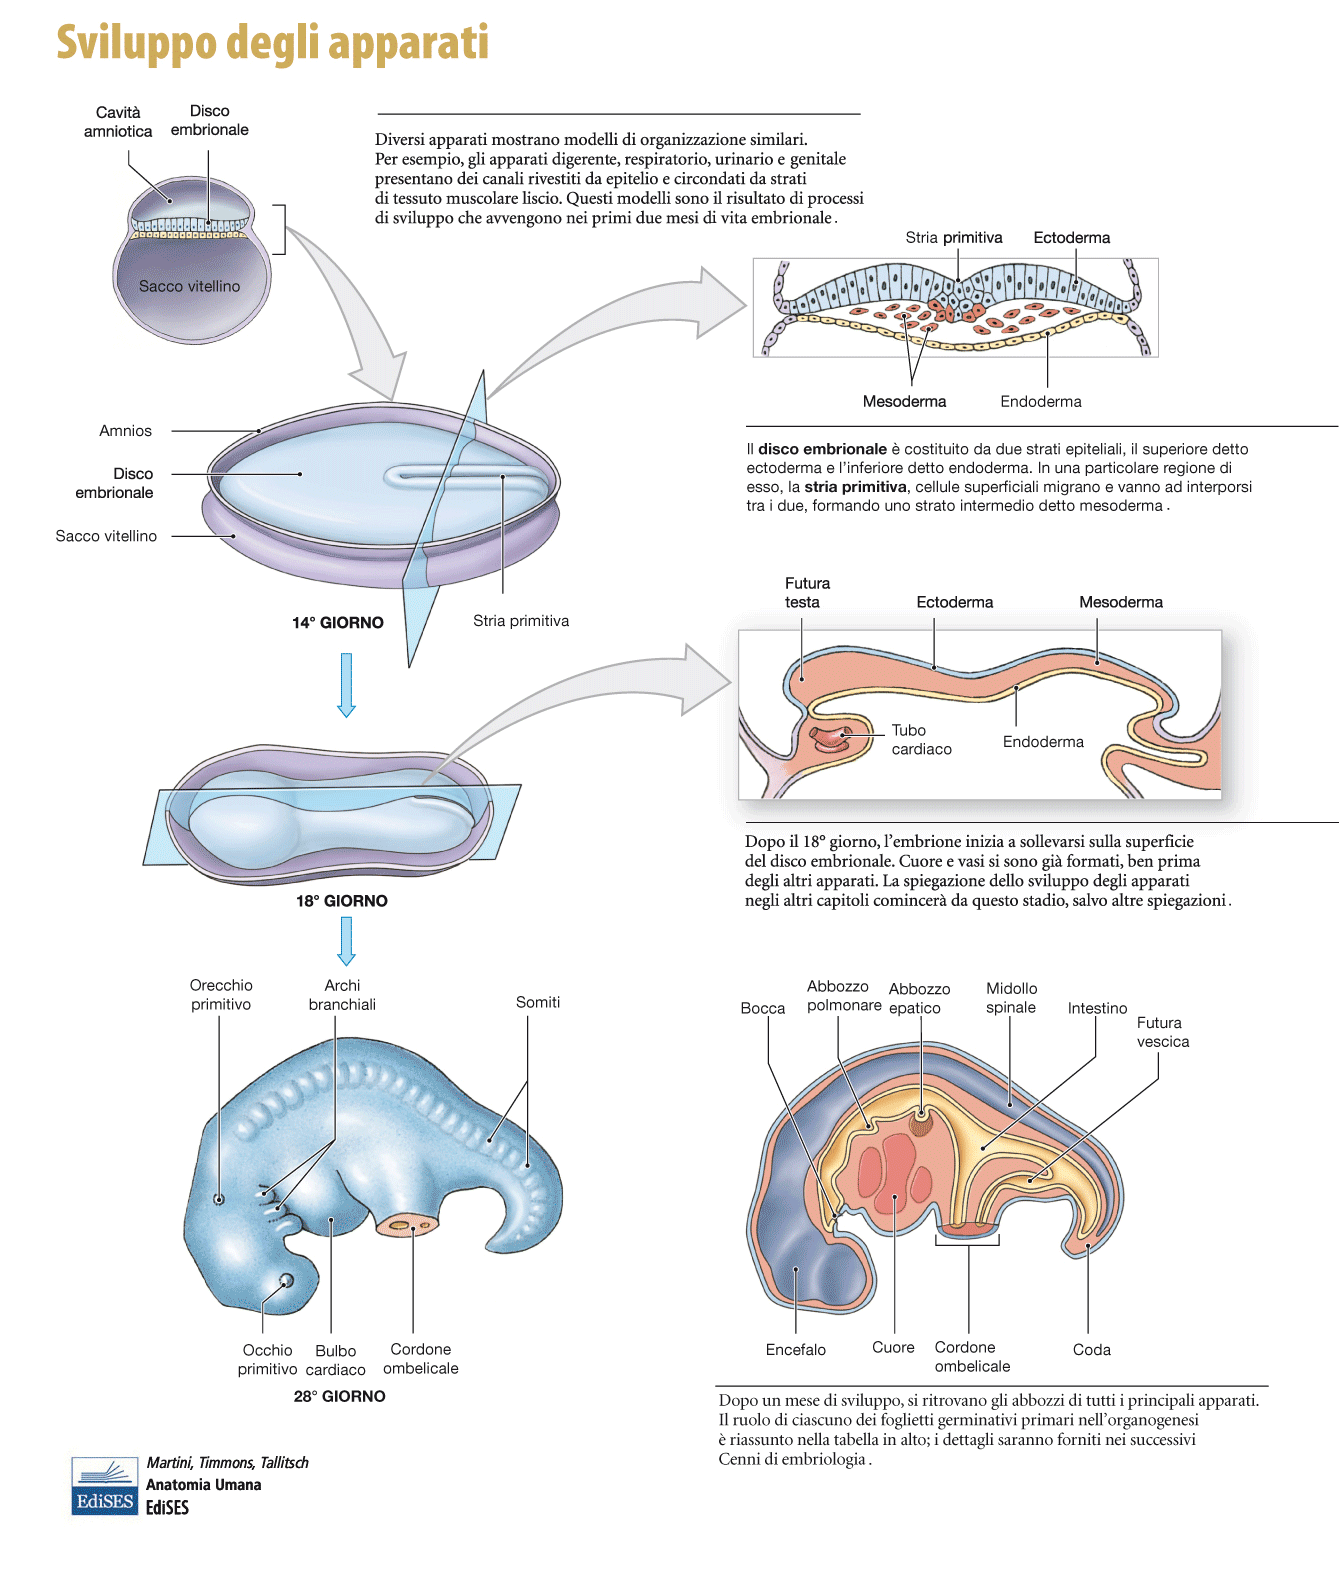 Sviluppo degli apparati
Cavità
amniotica
Disco
embrionale
Sacco vitellino
Diversi apparati mostrano modelli di organizzazione similari.
Per esempio, gli apparati digerente, respiratorio, urinario e genitale
presentano dei canali rivestiti da epitelio e circondati da strati
di tessuto muscolare liscio. Questi modelli sono il risultato di processi
di sviluppo che avvengono nei primi due mesi di vita embrionale.
Stria primitiva
Ectoderma
Mesoderma
Endoderma
Il disco embrionale è costituito da due strati epiteliali, il superiore detto
ectoderma e l'inferiore detto endoderma. In una particolare regione di
esso, la stria primitiva, cellule superficiali migrano e vanno ad interporsi
tra i due, formando uno strato intermedio detto mesoderma.
Amnios
Disco
embrionale
Sacco vitellino
14° GIORNO
Stria primitiva
Futura
testa
Ectoderma
Mesoderma
Tubo
cardiaco
Endoderma
Dopo il 18° giorno, l'embrione inizia a sollevarsi sulla superficie
del disco embrionale. Cuore e vasi si sono già formati, ben prima
degli altri apparati. La spiegazione dello sviluppo degli apparati
negli altri capitoli comincerà da questo stadio, salvo altre spiegazioni.
18° GIORNO
Orecchio
primitivo
Archi
branchiali
Somiti
Occhio
primitivo
Bulbo
cardiaco
Cordone
ombelicale
28° GIORNO
Bocca
Abbozzo
polmonare
Abbozzo
epatico
Midollo
spinale
Intestino
Futura
vescica
Encefalo
Cuore
Cordone
ombelicale
Coda
Dopo un mese di sviluppo, si ritrovano gli abbozzi di tutti i principali apparati.
Il ruolo di ciascuno dei foglietti germinativi primari nell'organogenesi
è riassunto nella tabella in alto; i dettagli saranno forniti nei successivi
Cenni di embriologia.
EdiSES
Martini, Timmons, Tallitsch
Anatomia Umana
EdiSES